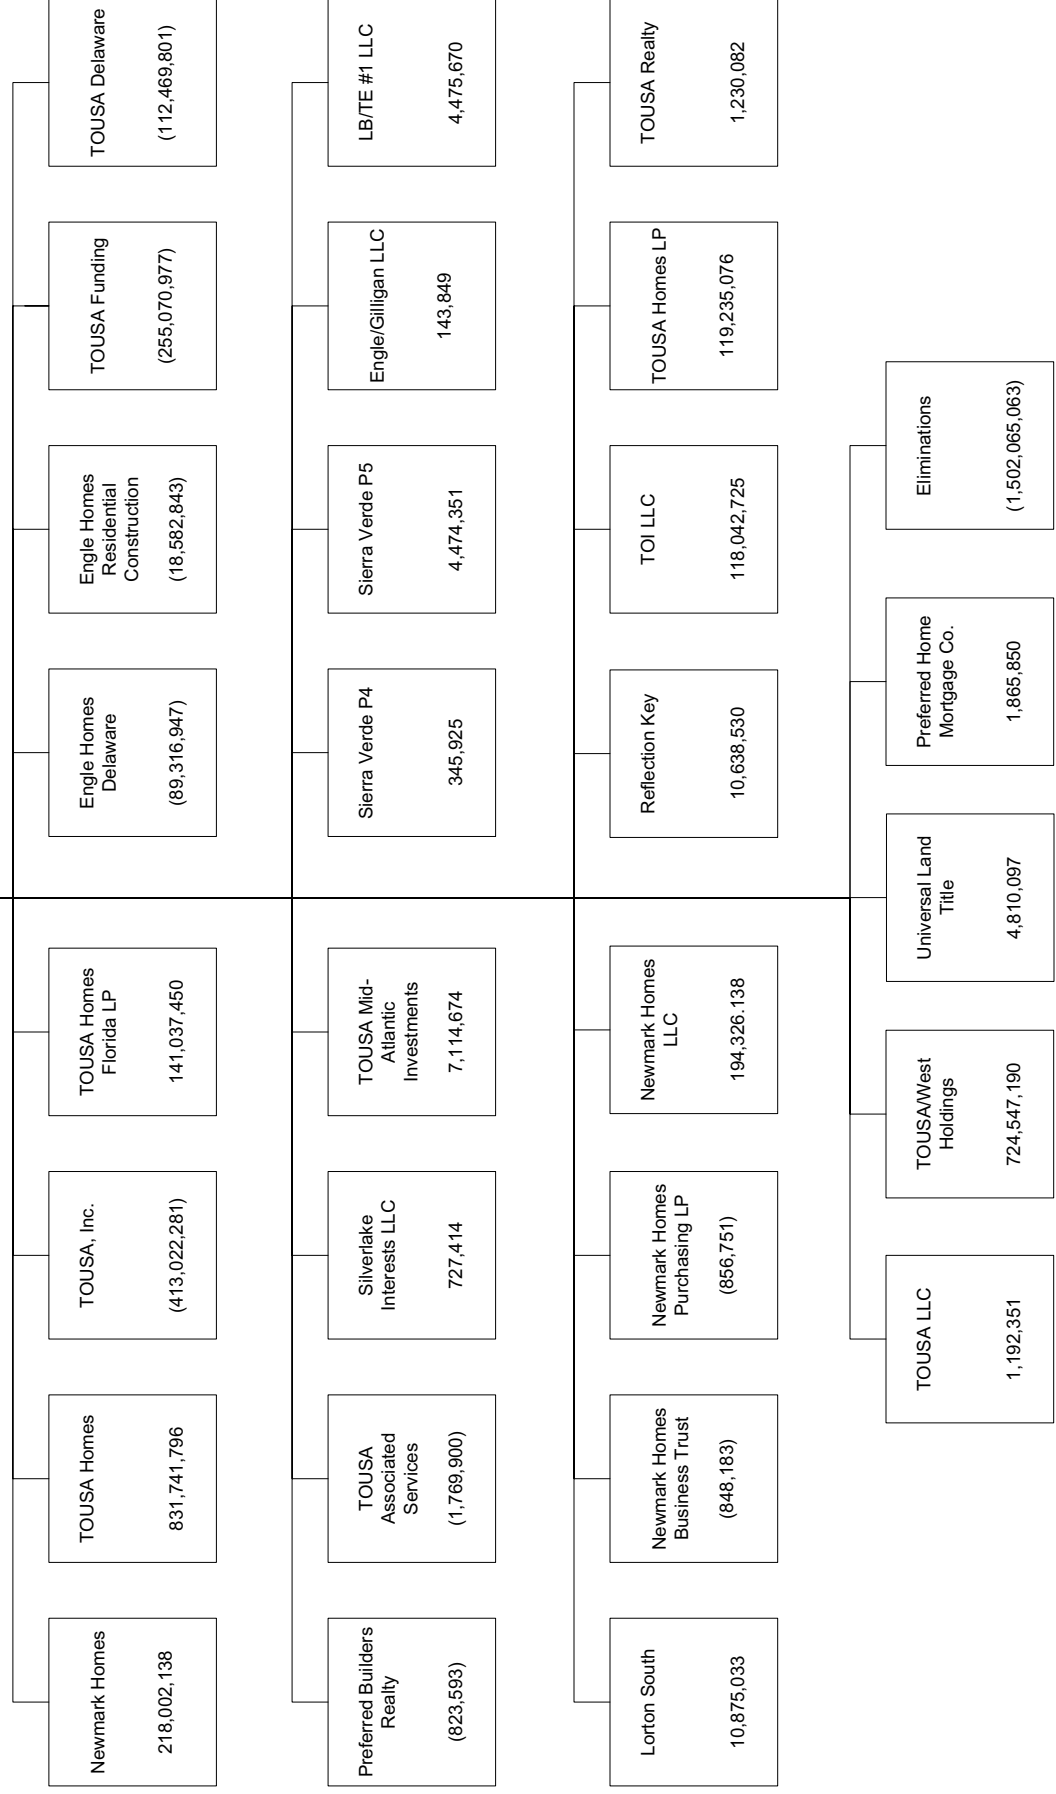 Newmark Homes
218,002,138
TOUSA Homes
831,741,796
TOUSA, Inc.
(413,022,281)
TOUSA Homes
Florida LP
141,037,450
Engle Homes
Delaware
(89,316,947)
Engle Homes
Residential
Construction
(18,582,843)
TOUSA Funding
(255,070,977)
TOUSA Delaware
(112,469,801)
Preferred Builders
Realty
(823,593)
TOUSA
Associated
Services
(1,769,900)
Silverlake
Interests LLC
727,414
TOUSA Mid-
Atlantic
Investments
7,114,674
Sierra Verde P4
345,925
Sierra Verde P5
4,474,351
Engle/Gilligan LLC
143,849
LB/TE #1 LLC
4,475,670
Lorton South
10,875,033
Newmark Homes
Business Trust
(848,183)
Newmark Homes
Purchasing LP
(856,751)
Newmark Homes
LLC
194,326.138
Reflection Key
10,638,530
TOI LLC
118,042,725
TOUSA Homes LP
119,235,076
TOUSA Realty
1,230,082
TOUSA LLC
1,192,351
TOUSA/West
Holdings
724,547,190
Universal Land
Title
4,810,097
Preferred Home
Mortgage Co.
1,865,850
Eliminations
(1,502,065,063)